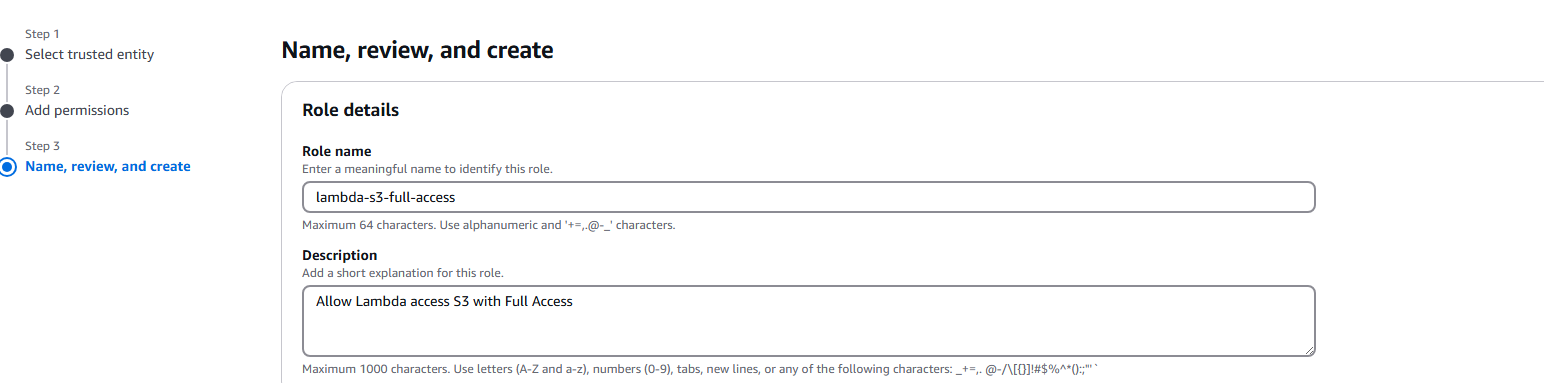 Step 1
Select trusted entity
Step 2
Add permissions
Step 3
Name, review, and create
Name, review, and create
Role details
Role name
Enter a meaningful name to identify this role.
lambda-s3-full-access
Maximum 64 characters. Use alphanumeric and '+=,.@-_' characters.
Description
Add a short explanation for this role.
Allow Lambda access S3 with Full Access
Maximum 1000 characters. Use letters (A-Z and a-z), numbers (0-9), tabs, new lines, or any of the following characters: _+=,. @-/\[{}]!#$%^*();:"'`